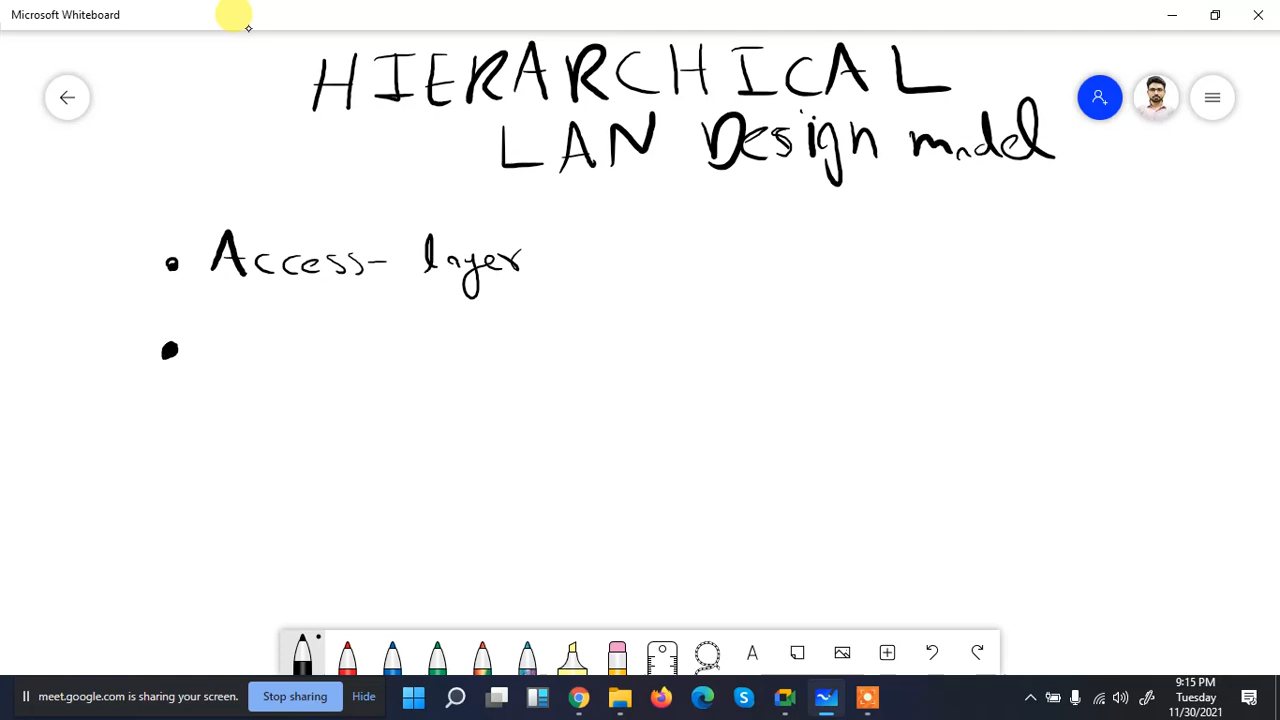 Microsoft Whiteboard
HIERARCHICAL
LAN Design model
• Access- layer
•
A
meet.google.com is sharing your screen.
Stop sharing
Hide
9:15 PM
Tuesday
11/30/2021